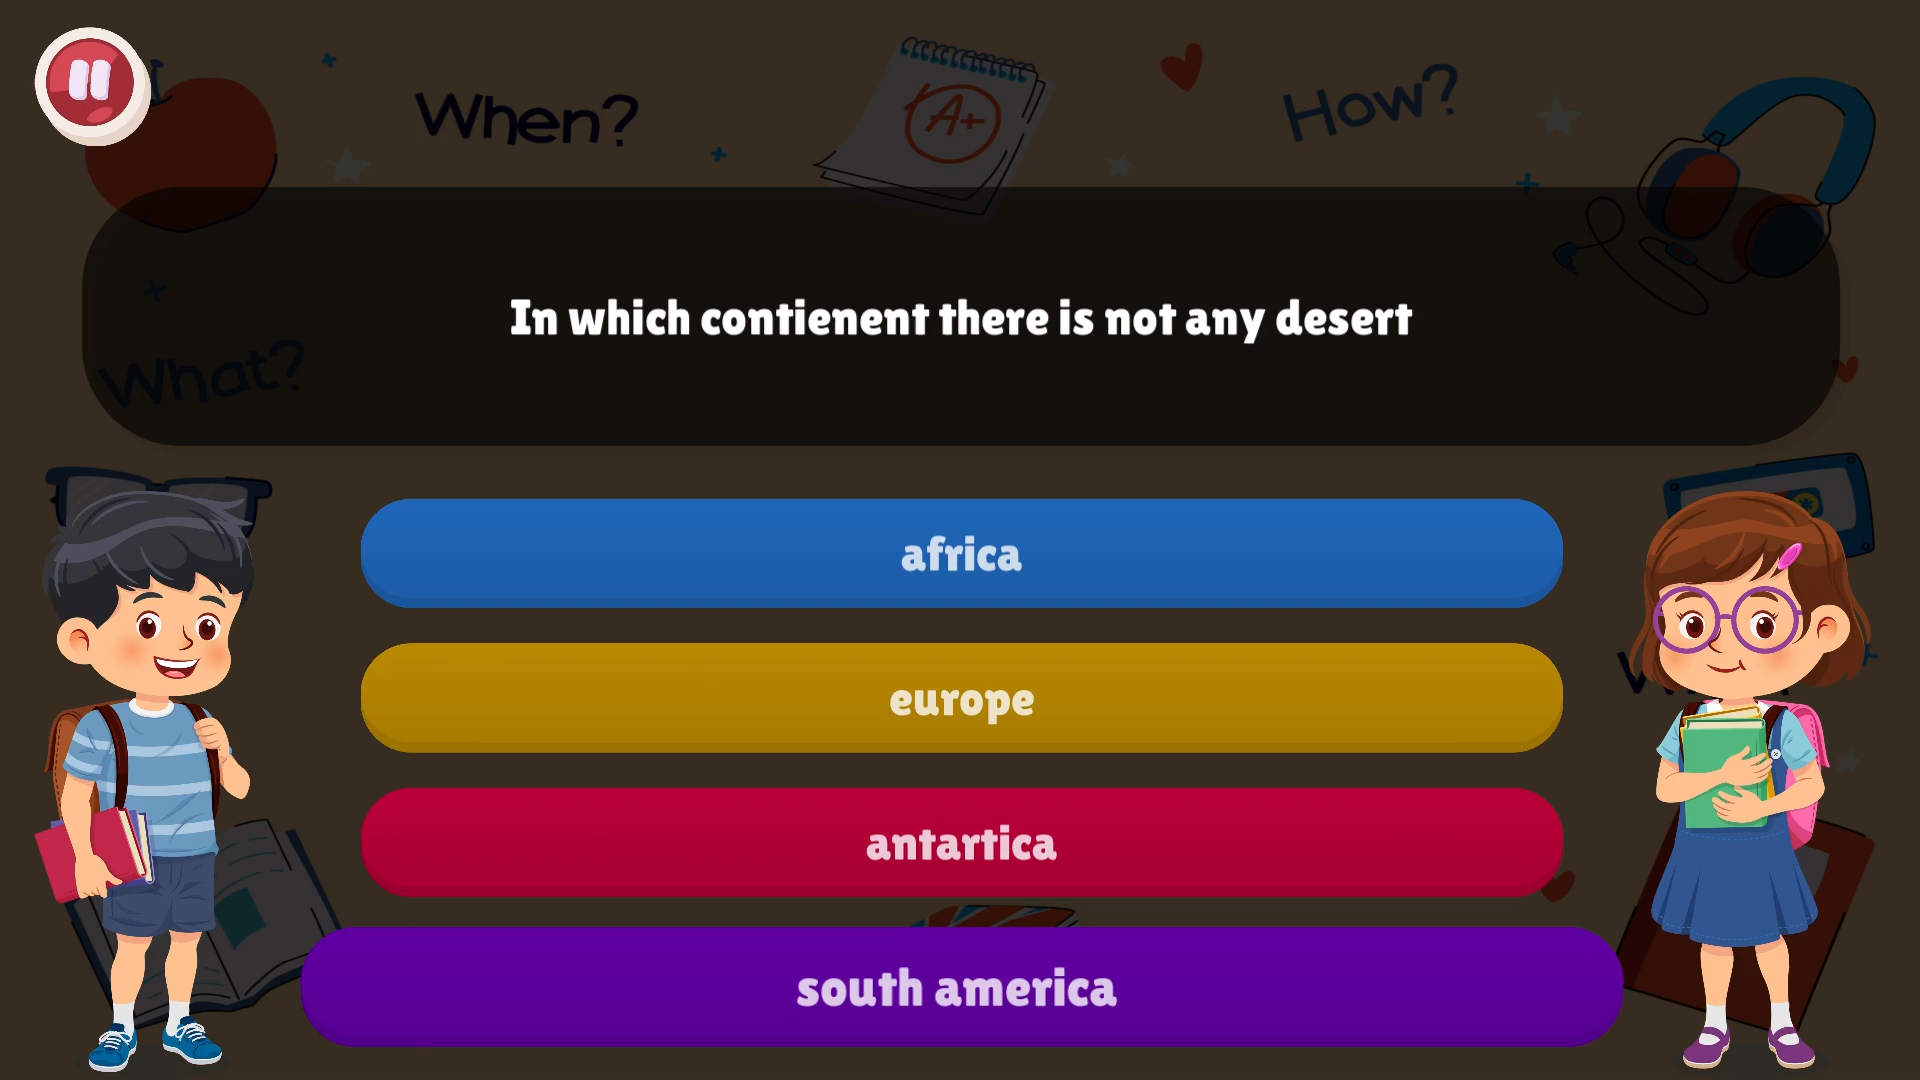 When?
A+
How?
In which contienent there is not any desert
What?
africa
europe
antartica
south america